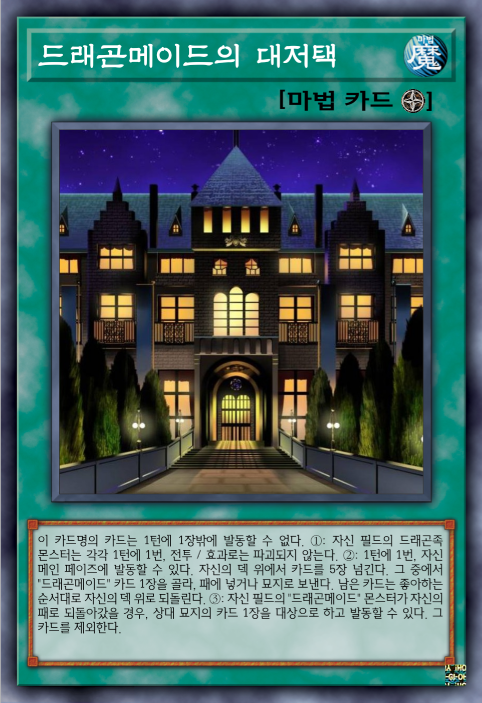 드래곤메이드의 대저택
마법
魔
[마법 카드]
이 카드명의 카드는 1턴에 1장밖에 발동할 수 없다. ①: 자신 필드의 드래곤족
몬스터는 각각 1턴에 1번, 전투 / 효과로는 파괴되지 않는다. ②: 1턴에 1번, 자신
메인 페이즈에 발동할 수 있다. 자신의 덱 위에서 카드를 5장 넘긴다. 그 중에서
"드래곤메이드" 카드 1장을 골라, 패에 넣거나 묘지로 보낸다. 남은 카드는 좋아하는
순서대로 자신의 덱 위로 되돌린다. ③: 자신 필드의 "드래곤메이드" 몬스터가 자신의
패로 되돌아갔을 경우, 상대 묘지의 카드 1장을 대상으로 하고 발동할 수 있다. 그
카드를 제외한다.